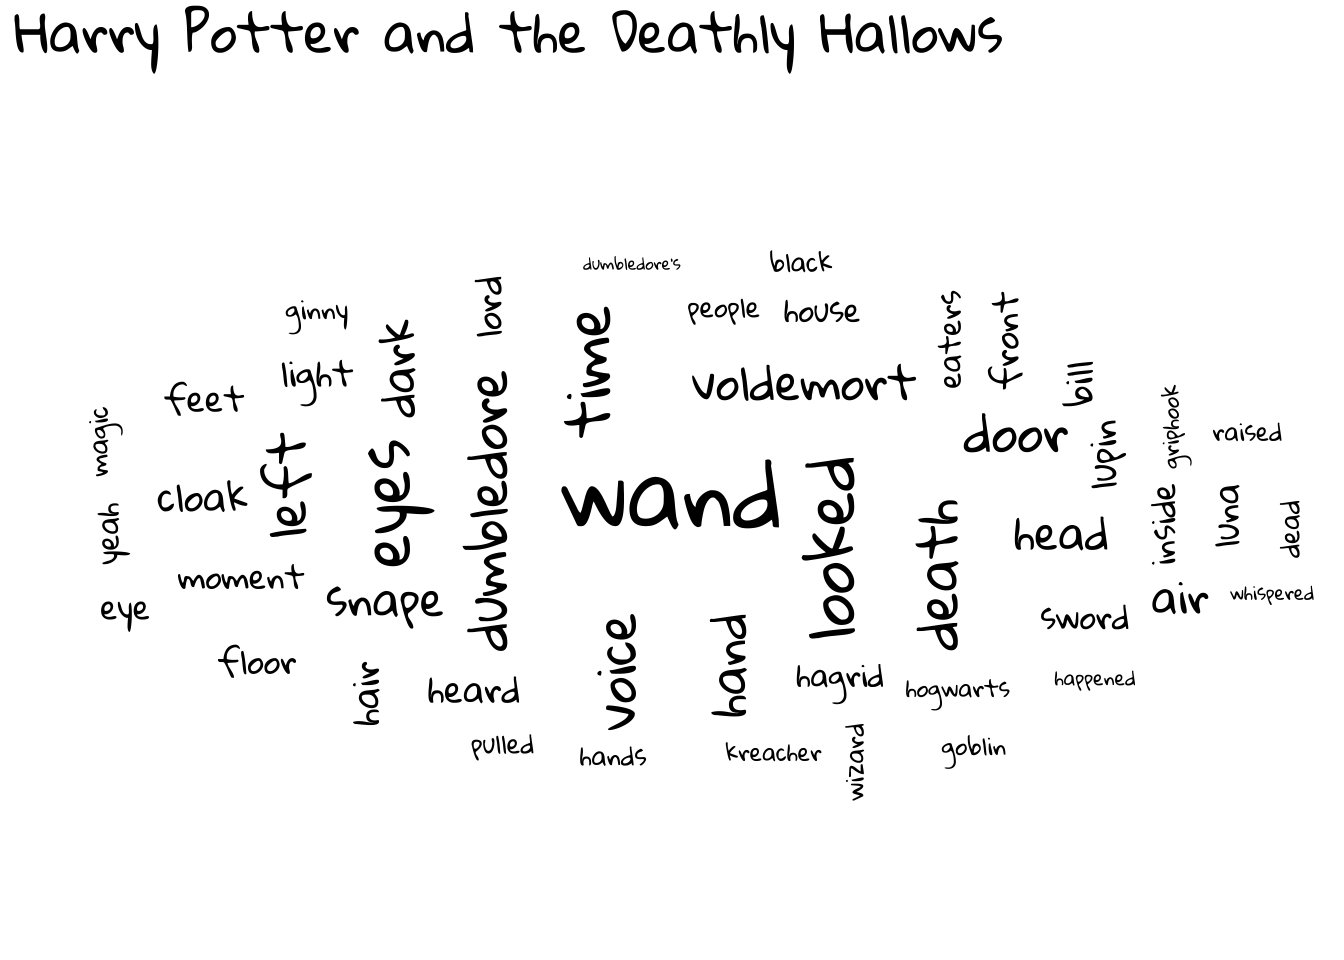 Harry Potter and the Deathly Hallows
dumbledore's
black
lord
ginny
people
house
time
eaters
front
dark
light
voldemort
bill
feet
dumbledore
magic
griphook
left
eyes
door
lupin
raised
wand
looked
cloak
death
head
inside
luna
dead
yeah
moment
snape
eye
voice
hand
sword
air
whispered
floor
hair
heard
hagrid
hogwarts
happened
pulled
hands
kreacher
wizard
goblin